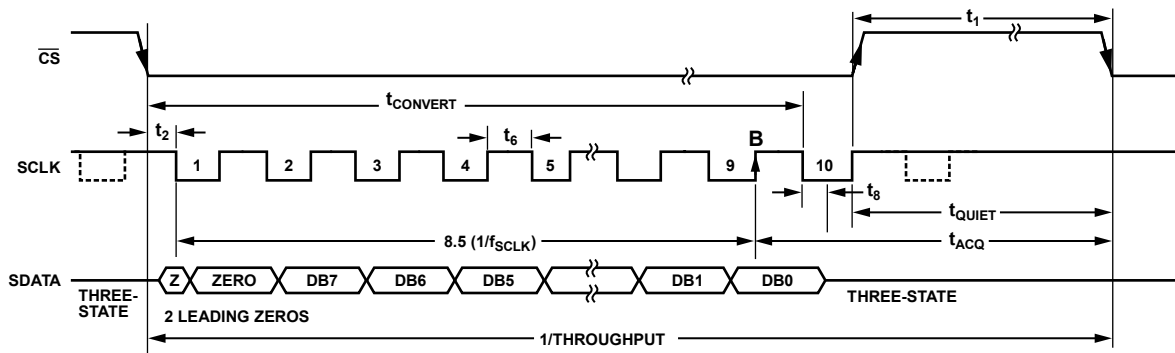 t1
CS
tCONVERT
t2
t6
B
SCLK
1
2
3
4
5
9
10
t8
tQUIET
8.5 (1/fSCLK)
tACQ
SDATA
Z
ZERO
DB7
DB6
DB5
DB1
DB0
THREE-
STATE
THREE-STATE
2 LEADING ZEROS
1/THROUGHPUT